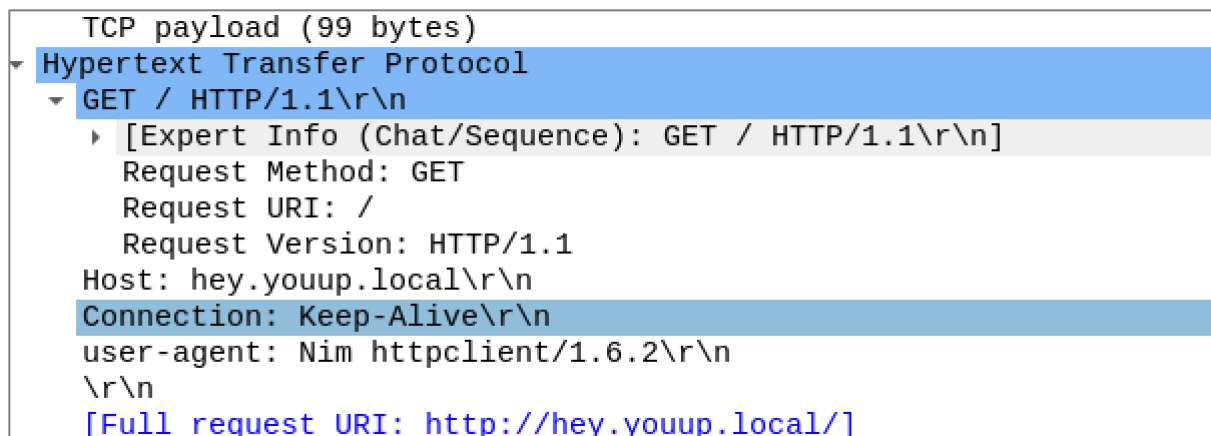 TCP payload (99 bytes)
Hypertext Transfer Protocol
GET / HTTP/1.1\r\n
[Expert Info (Chat/Sequence): GET / HTTP/1.1\r\n]
Request Method: GET
Request URI: /
Request Version: HTTP/1.1
Host: hey.youup.local\r\n
Connection: Keep-Alive\r\n
user-agent: Nim httpclient/1.6.2\r\n
\r\n
[Full request URI: http://hey.youup.local/]